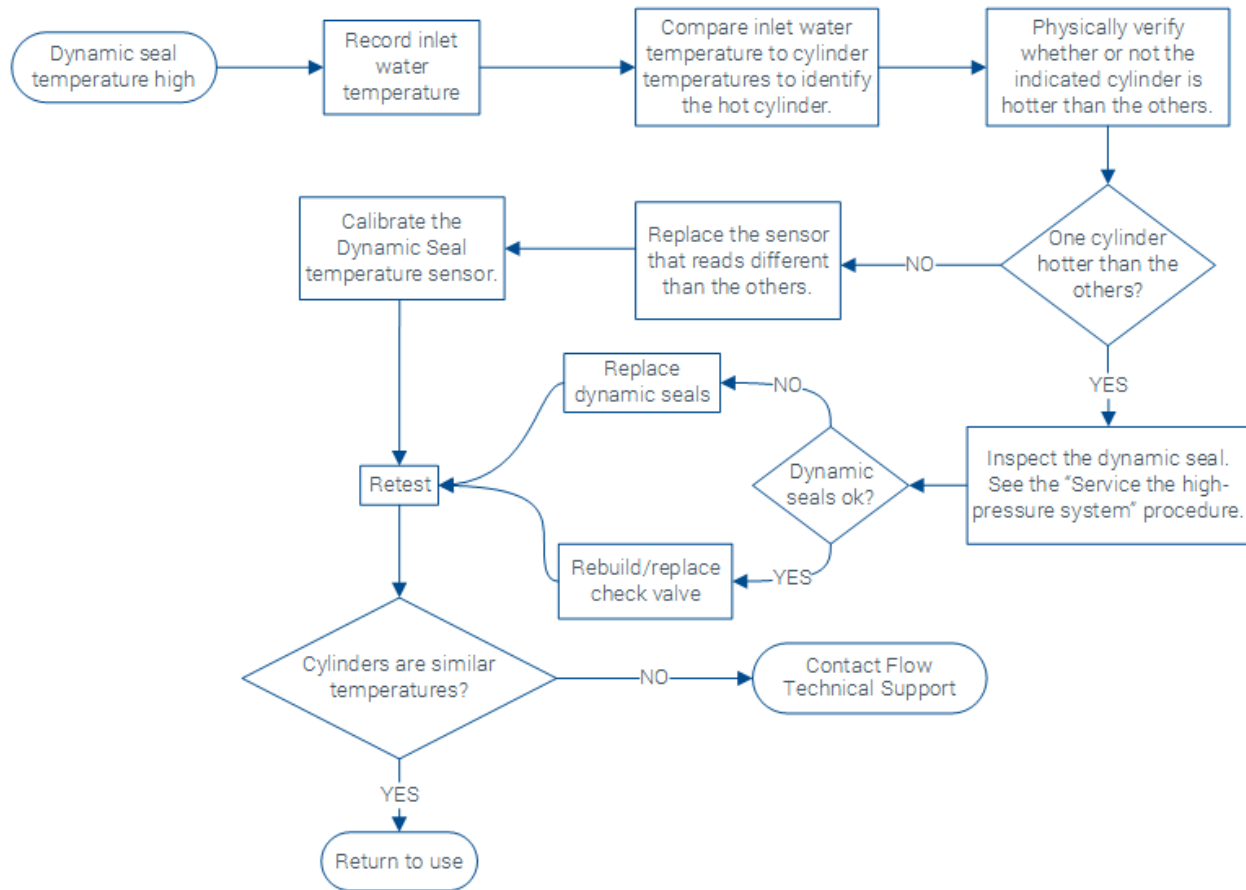 Dynamic seal
temperature high
Record inlet
water
temperature
Compare inlet water
temperature to cylinder
temperatures to identify
the hot cylinder.
Physically verify
whether or not the
indicated cylinder is
hotter than the others.
One cylinder
hotter than the
others?
NO
Replace the sensor
that reads different
than the others.
Calibrate the
Dynamic Seal
temperature sensor.
YES
Inspect the dynamic seal.
See the “Service the high-
pressure system” procedure.
Dynamic
seals ok?
NO
Replace
dynamic seals
YES
Rebuild/replace
check valve
Retest
Cylinders are similar
temperatures?
NO
Contact Flow
Technical Support
YES
Return to use